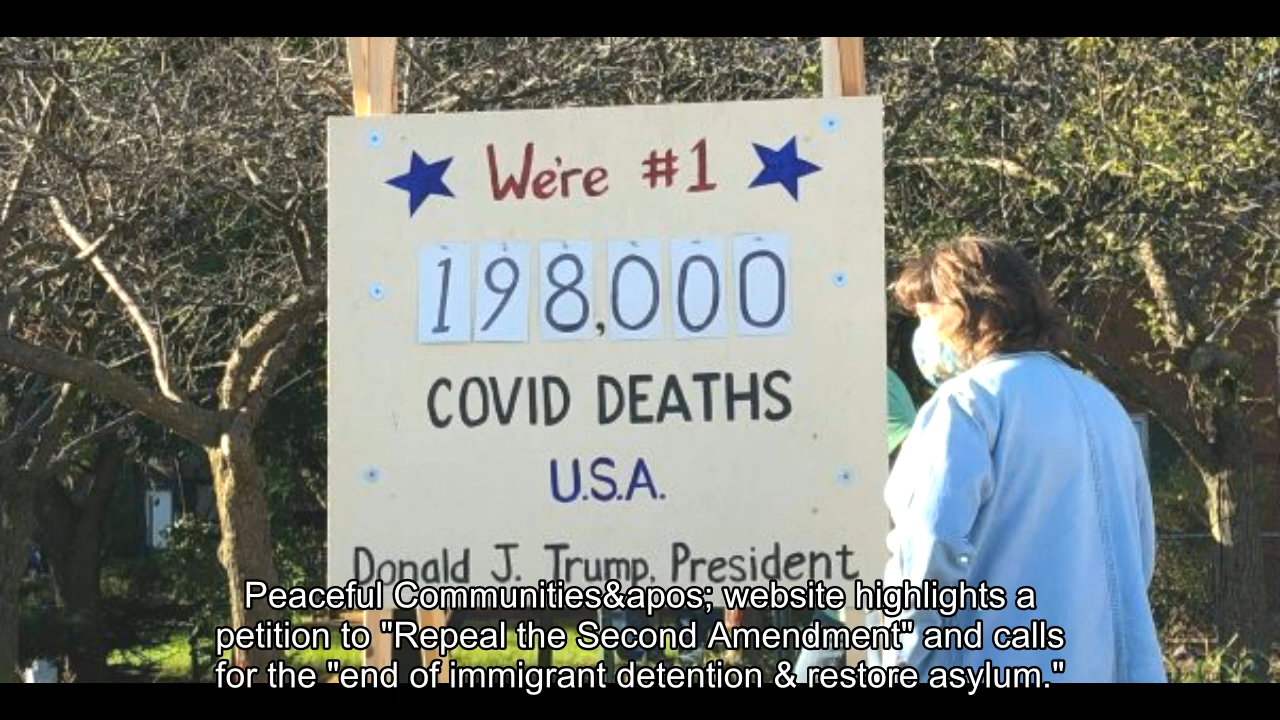 We're #1
198,000
COVID DEATHS
U.S.A.
Donald J. Trump, President
Peaceful Communities&apos; website highlights a
petition to "Repeal the Second Amendment" and calls
for the "end of immigrant detention & restore asylum."